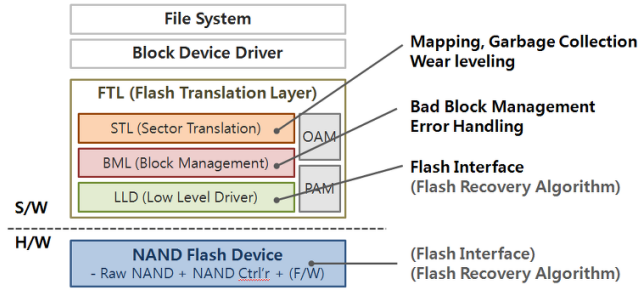 File System
Block Device Driver
FTL (Flash Translation Layer)
STL (Sector Translation)
BML (Block Management)
LLD (Low Level Driver)
OAM
PAM
S/W
H/W
NAND Flash Device
- Raw NAND + NAND Ctrl'r + (F/W)
Mapping, Garbage Collection
Wear leveling
Bad Block Management
Error Handling
Flash Interface
(Flash Recovery Algorithm)
(Flash Interface)
(Flash Recovery Algorithm)